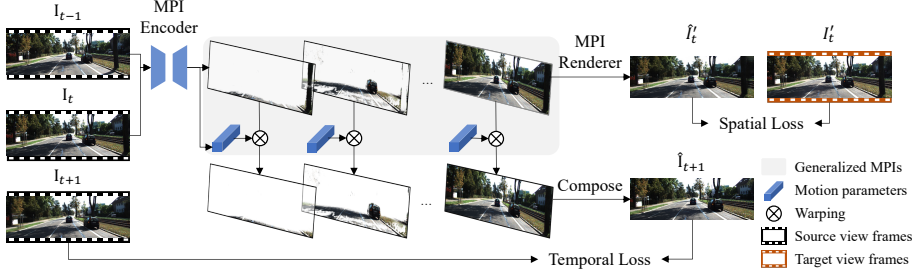 I_{t−1}
MPI
Encoder
I_t
I_{t+1}
...
...
MPI
Renderer
Î'_t
I'_t
Spatial Loss
Compose
Î_{t+1}
Temporal Loss
Generalized MPIs
Motion parameters
Warping
Source view frames
Target view frames